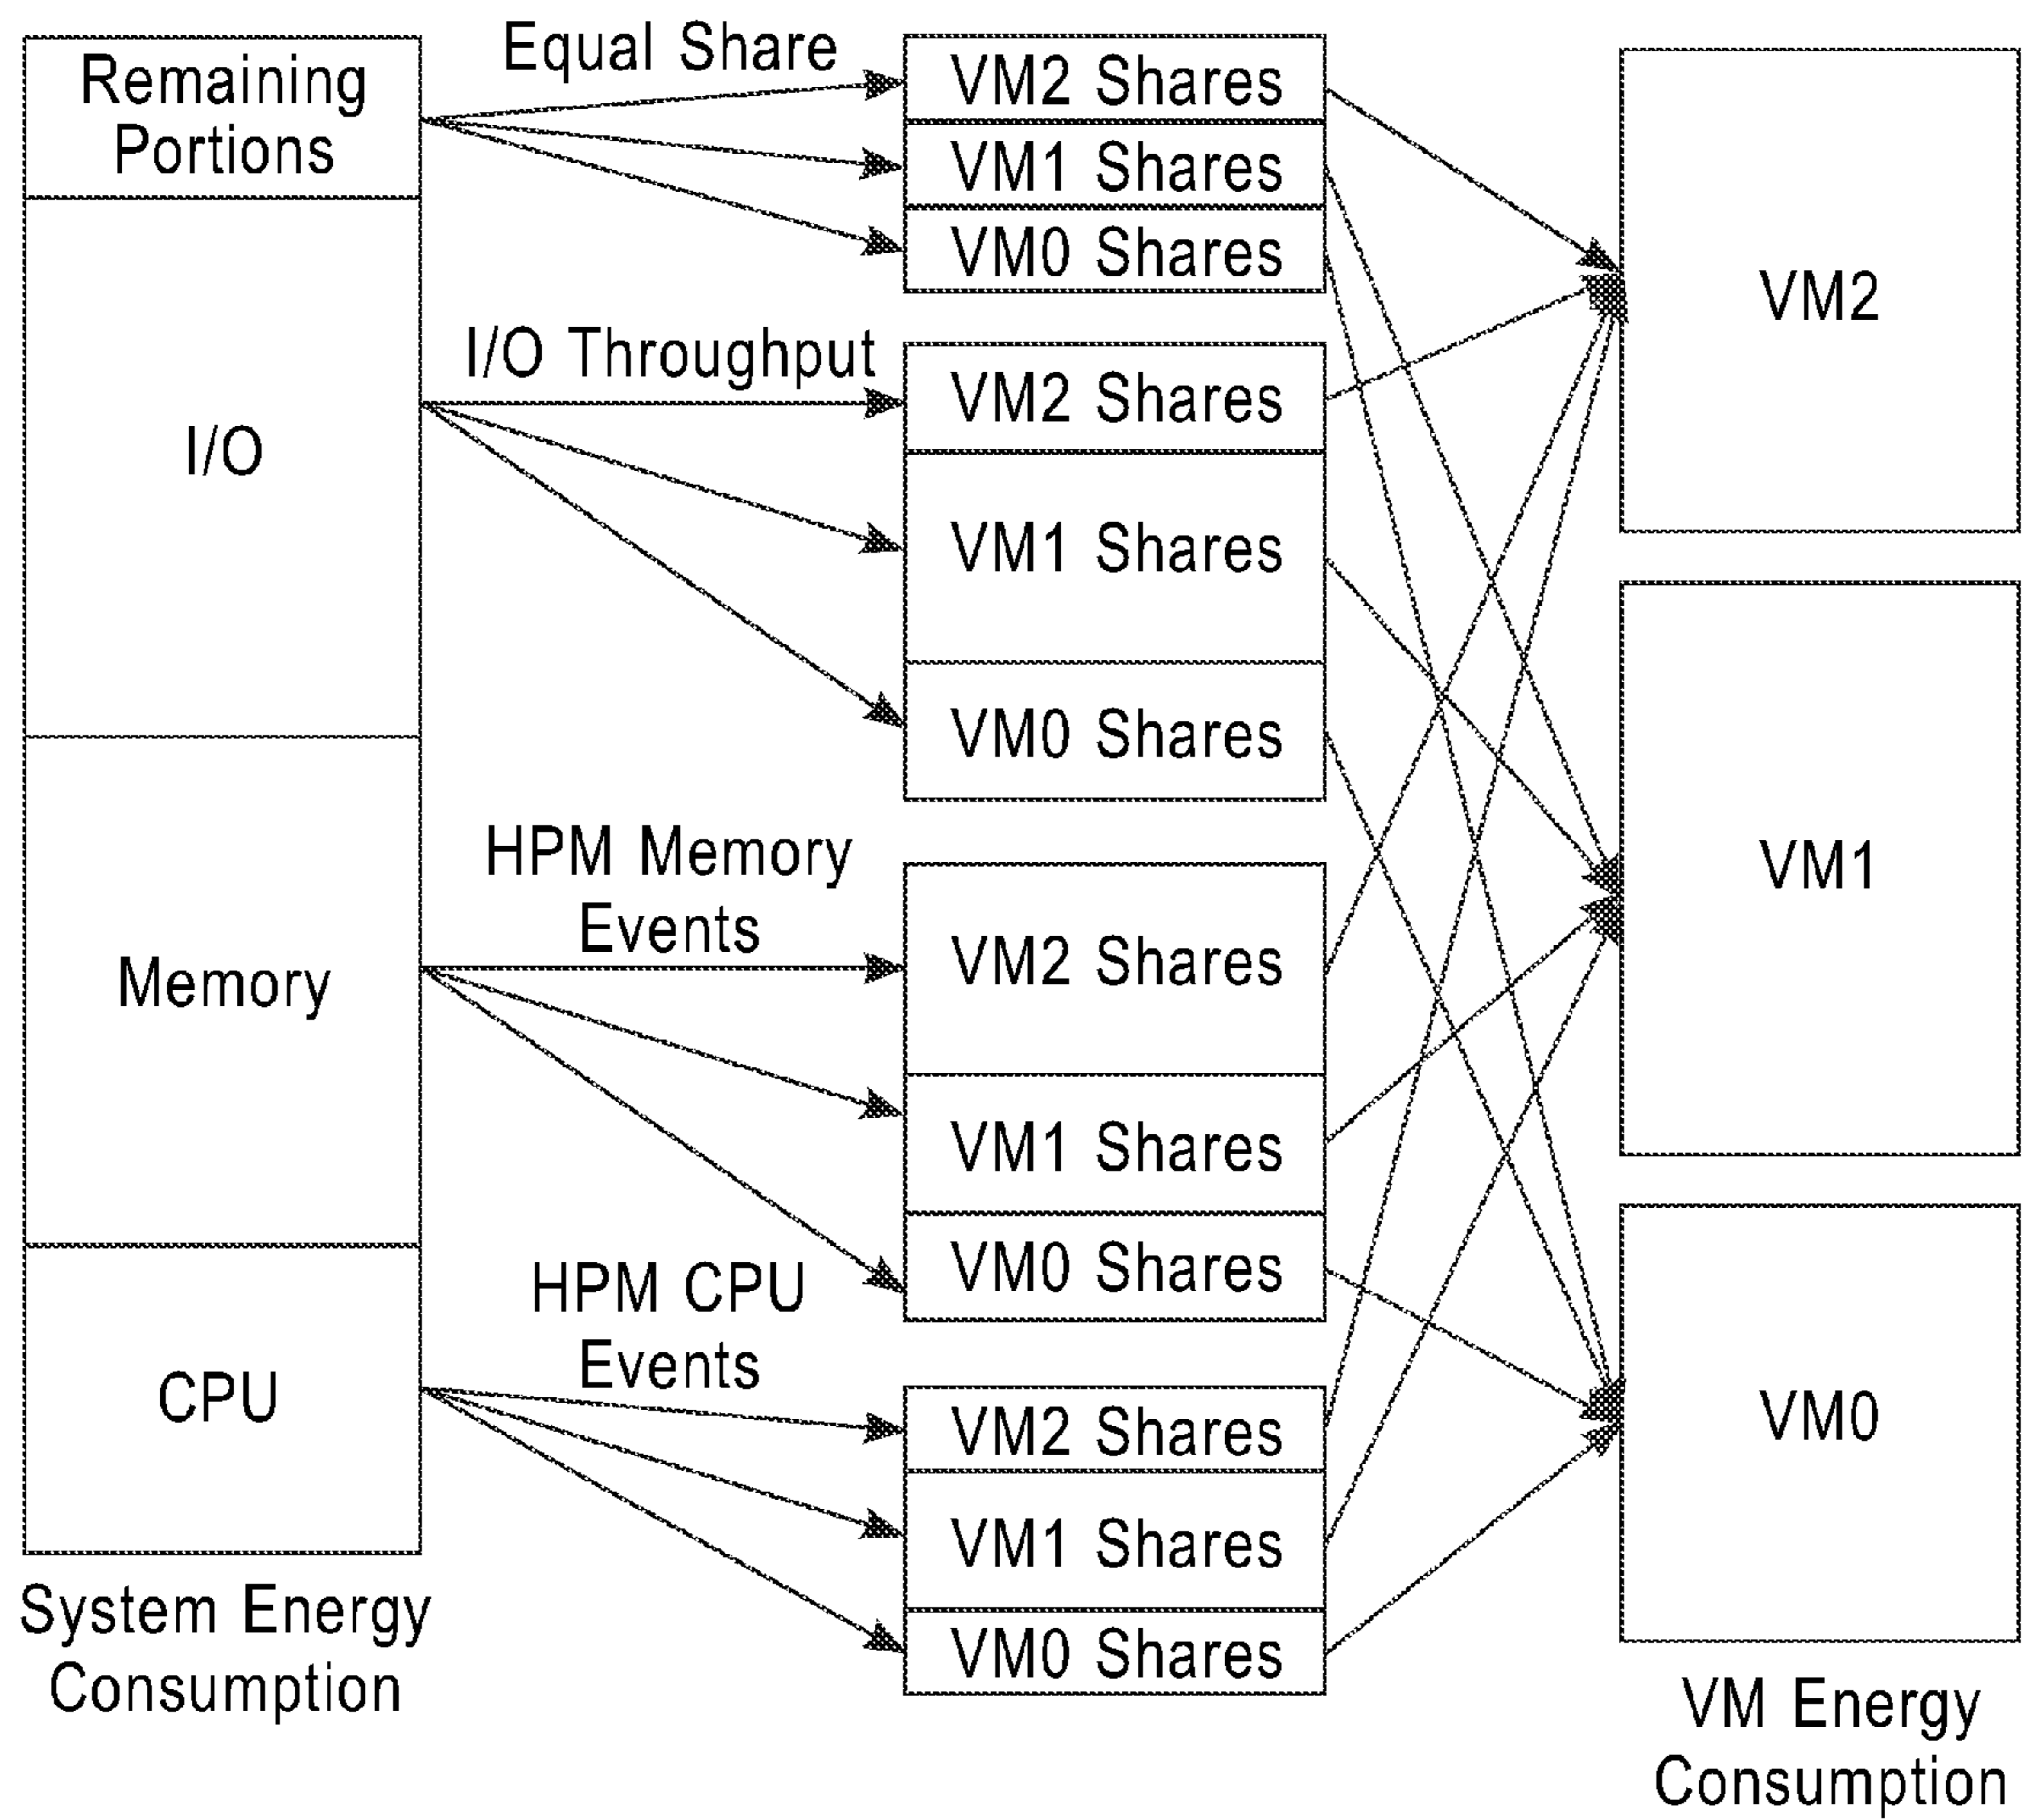 Remaining
Portions
I/O
Memory
CPU
System Energy
Consumption
Equal Share
I/O Throughput
HPM Memory
Events
HPM CPU
Events
VM2 Shares
VM1 Shares
VM0 Shares
VM2 Shares
VM1 Shares
VM0 Shares
VM2 Shares
VM1 Shares
VM0 Shares
VM2 Shares
VM1 Shares
VM0 Shares
VM2
VM1
VM0
VM Energy
Consumption